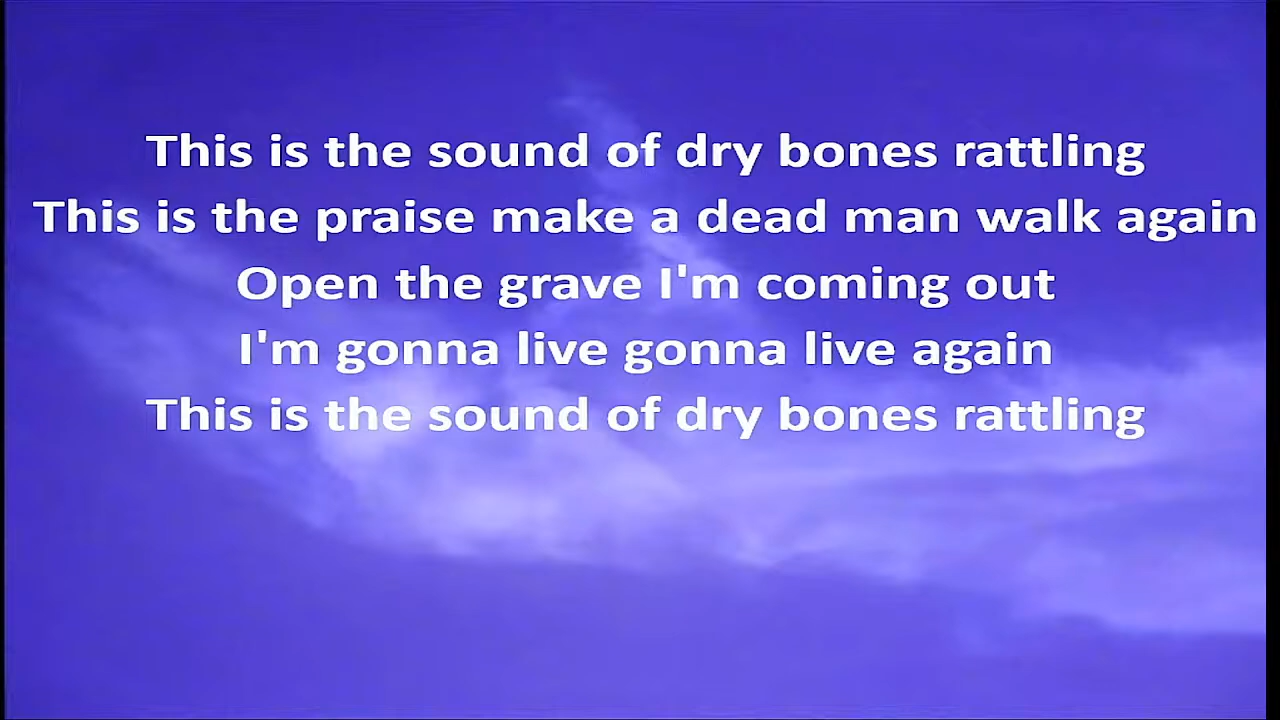 This is the sound of dry bones rattling
This is the praise make a dead man walk again
Open the grave I'm coming out
I'm gonna live gonna live again
This is the sound of dry bones rattling